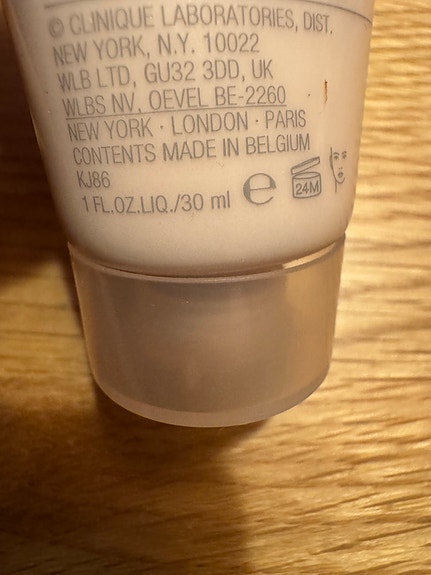 © CLINIQUE LABORATORIES, DIST.
NEW YORK, N.Y. 10022
WLB LTD, GU32 3DD, UK
WLBS NV, OEVEL BE-2260
NEW YORK · LONDON · PARIS
CONTENTS MADE IN BELGIUM
KJ86
1 FL.OZ.LIQ./30 ml ℮ 24M